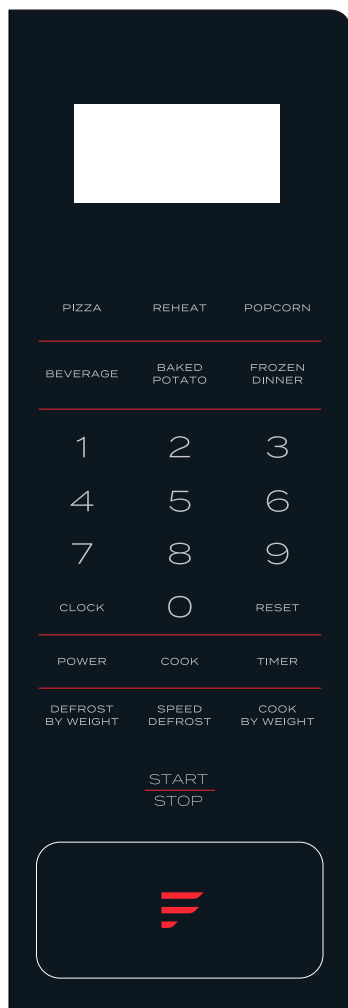 PIZZA REHEAT POPCORN
BEVERAGE BAKED POTATO FROZEN DINNER
1 2 3
4 5 6
7 8 9
CLOCK 0 RESET
POWER COOK TIMER
DEFROST BY WEIGHT SPEED DEFROST COOK BY WEIGHT
START
STOP